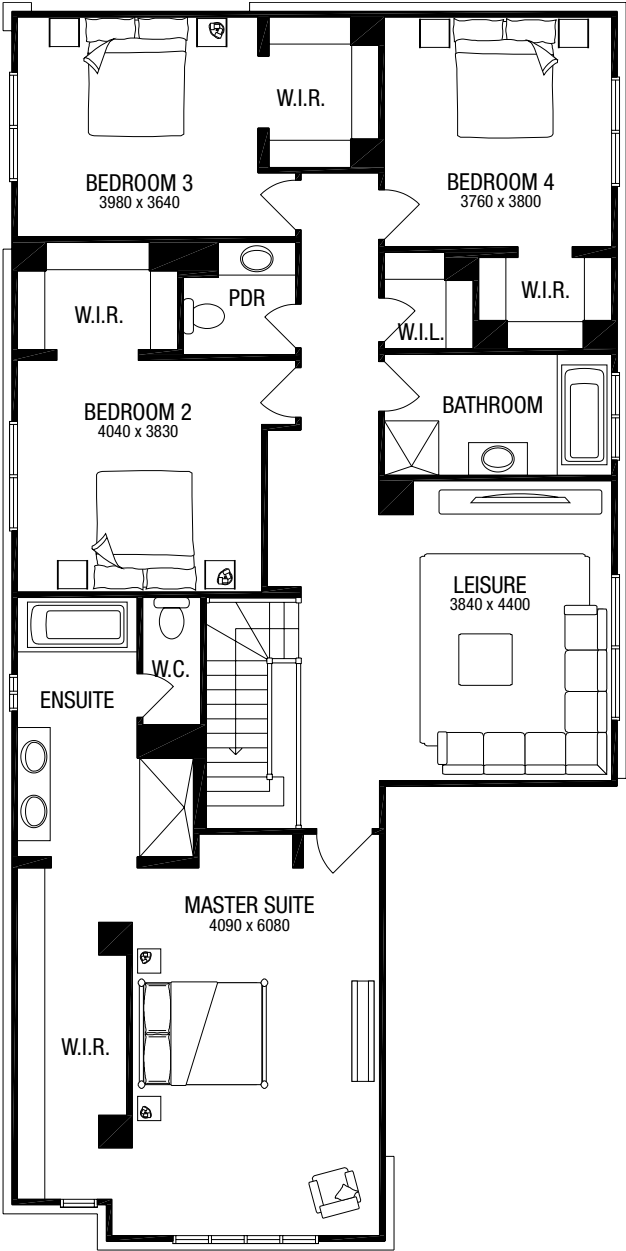 W.I.R.
BEDROOM 3
3980 x 3640
BEDROOM 4
3760 x 3800
W.I.R.
PDR
W.I.R.
W.I.L.
BEDROOM 2
4040 x 3830
BATHROOM
LEISURE
3840 x 4400
W.C.
ENSUITE
MASTER SUITE
4090 x 6080
W.I.R.